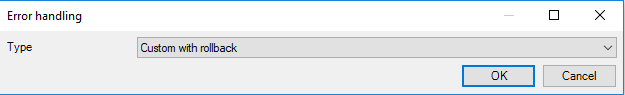 Error handling
Type
Custom with rollback
OK
Cancel